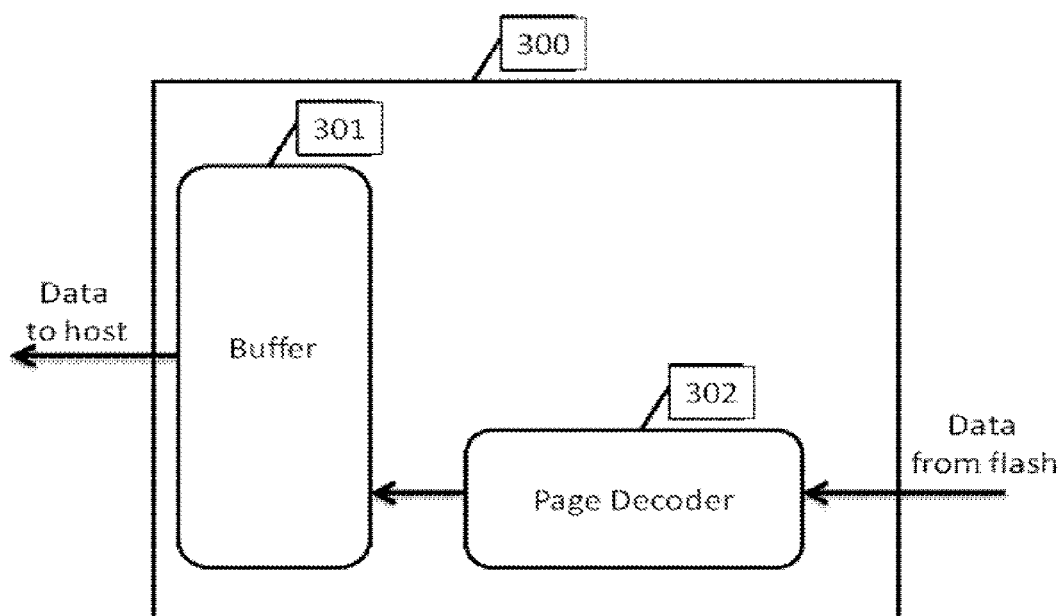 300
301
Data
to host
Buffer
302
Data
from flash
Page Decoder